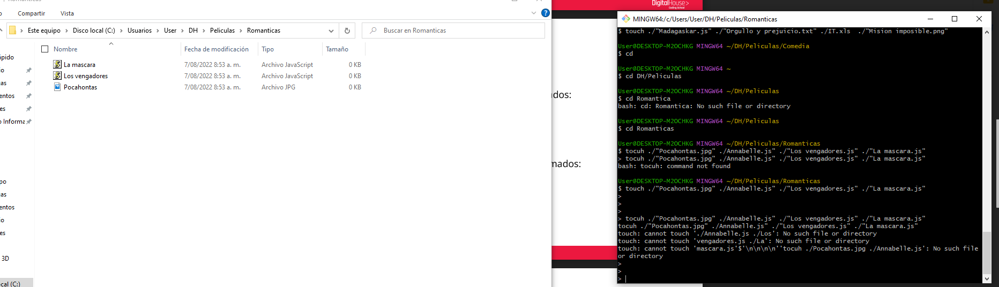 Romanticas
Compartir
Vista
Este equipo
Disco local (C:)
Usuarios
User
DH
Peliculas
Romanticas
Buscar en Romanticas
Nombre
Fecha de modificación
Tipo
Tamaño
La mascara
7/08/2022 8:53 a. m.
Archivo JavaScript
0 KB
Los vengadores
7/08/2022 8:53 a. m.
Archivo JavaScript
0 KB
Pocahontas
7/08/2022 8:53 a. m.
Archivo JPG
0 KB
ápido
io
gas
entos
es
o Informa
po
gas
entos
io
es
3D
ocal (C:)
DigitalHouse>
Coding School
dos:
mados:
MINGW64:/c/Users/User/DH/Peliculas/Romanticas
$ touch ./"Madagaskar.js" ./"Orgullo y prejuicio.txt" ./IT.xls  ./"Mision imposible.png"
User@DESKTOP-M2OCHKG MINGW64 ~/DH/Peliculas/Comedia
$ cd
User@DESKTOP-M2OCHKG MINGW64 ~
$ cd DH/Peliculas
User@DESKTOP-M2OCHKG MINGW64 ~/DH/Peliculas
$ cd Romantica
bash: cd: Romantica: No such file or directory
User@DESKTOP-M2OCHKG MINGW64 ~/DH/Peliculas
$ cd Romanticas
User@DESKTOP-M2OCHKG MINGW64 ~/DH/Peliculas/Romanticas
$ tocuh ./"Pocahontas.jpg" ./Annabelle.js" ./"Los vengadores.js" ./"La mascara.js"
> tocuh ./"Pocahontas.jpg" ./Annabelle.js" ./"Los vengadores.js" ./"La mascara.js"
bash: tocuh: command not found
User@DESKTOP-M2OCHKG MINGW64 ~/DH/Peliculas/Romanticas
$ touch ./"Pocahontas.jpg" ./Annabelle.js" ./"Los vengadores.js" ./"La mascara.js"
>
>
>
> tocuh ./"Pocahontas.jpg" ./Annabelle.js" ./"Los vengadores.js" ./"La mascara.js"
tocuh ./"Pocahontas.jpg" ./Annabelle.js" ./"Los vengadores.js" ./"La mascara.js"
touch: cannot touch './Annabelle.js ./Los': No such file or directory
touch: cannot touch 'vengadores.js ./La': No such file or directory
touch: cannot touch 'mascara.js'$'\n\n\n\n''tocuh ./Pocahontas.jpg ./Annabelle.js': No such file
or directory
>
>